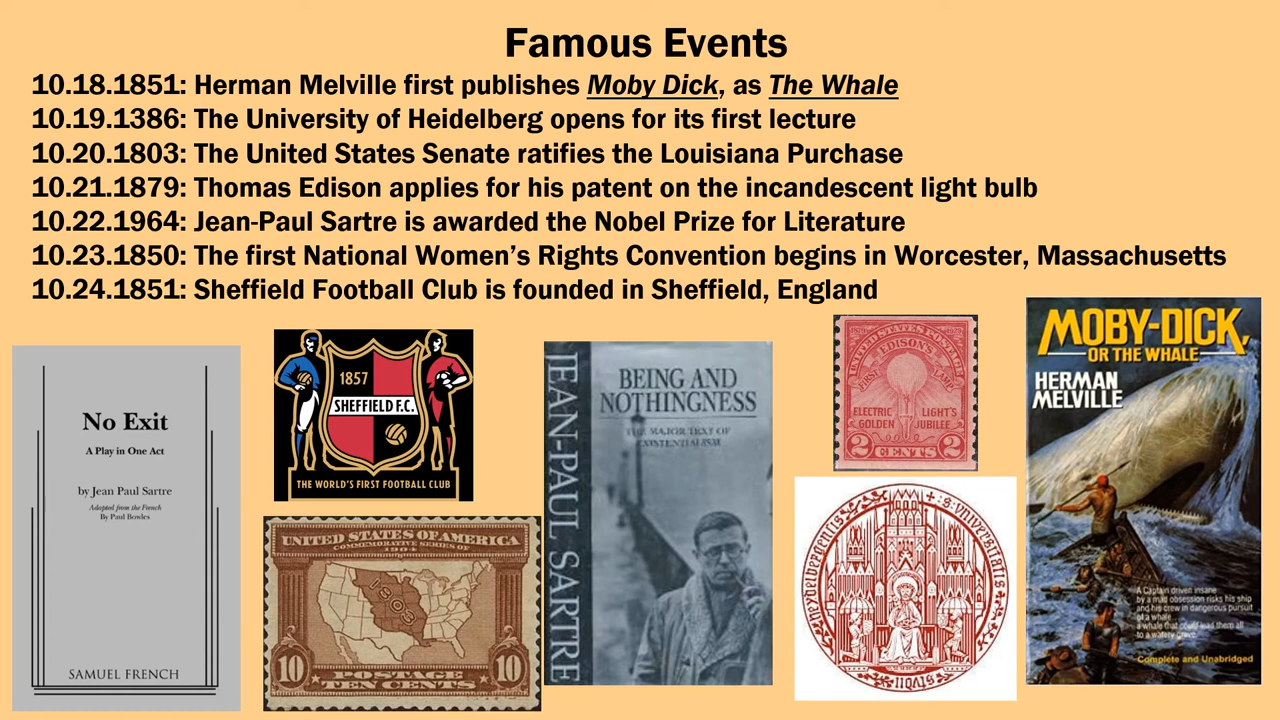 Famous Events
10.18.1851: Herman Melville first publishes Moby Dick, as The Whale
10.19.1386: The University of Heidelberg opens for its first lecture
10.20.1803: The United States Senate ratifies the Louisiana Purchase
10.21.1879: Thomas Edison applies for his patent on the incandescent light bulb
10.22.1964: Jean-Paul Sartre is awarded the Nobel Prize for Literature
10.23.1850: The first National Women's Rights Convention begins in Worcester, Massachusetts
10.24.1851: Sheffield Football Club is founded in Sheffield, England
No Exit
A Play in One Act
by Jean Paul Sartre
Adapted from the French
By Paul Bowles
SAMUEL FRENCH
1857
SHEFFIELD F.C.
THE WORLD'S FIRST FOOTBALL CLUB
UNITED STATES OF AMERICA
COMMEMORATIVE SERIES OF
1904
1803
10 10
POSTAGE
TEN CENTS
JEAN-PAUL SARTRE
BEING AND
NOTHINGNESS
THE MAJOR TEXT OF
EXISTENTIALISM
UNITED STATES POSTAGE
EDISON'S
FIRST LAMP
ELECTRIC LIGHT'S
GOLDEN JUBILEE
2 CENTS 2
MOBY-DICK,
OR THE WHALE
HERMAN
MELVILLE
A Captain driven insane
by a mad obsession risks his ship
and his crew in dangerous pursuit
of a whale
a whale that could lead them all
to a watery grave
Complete and Unabridged